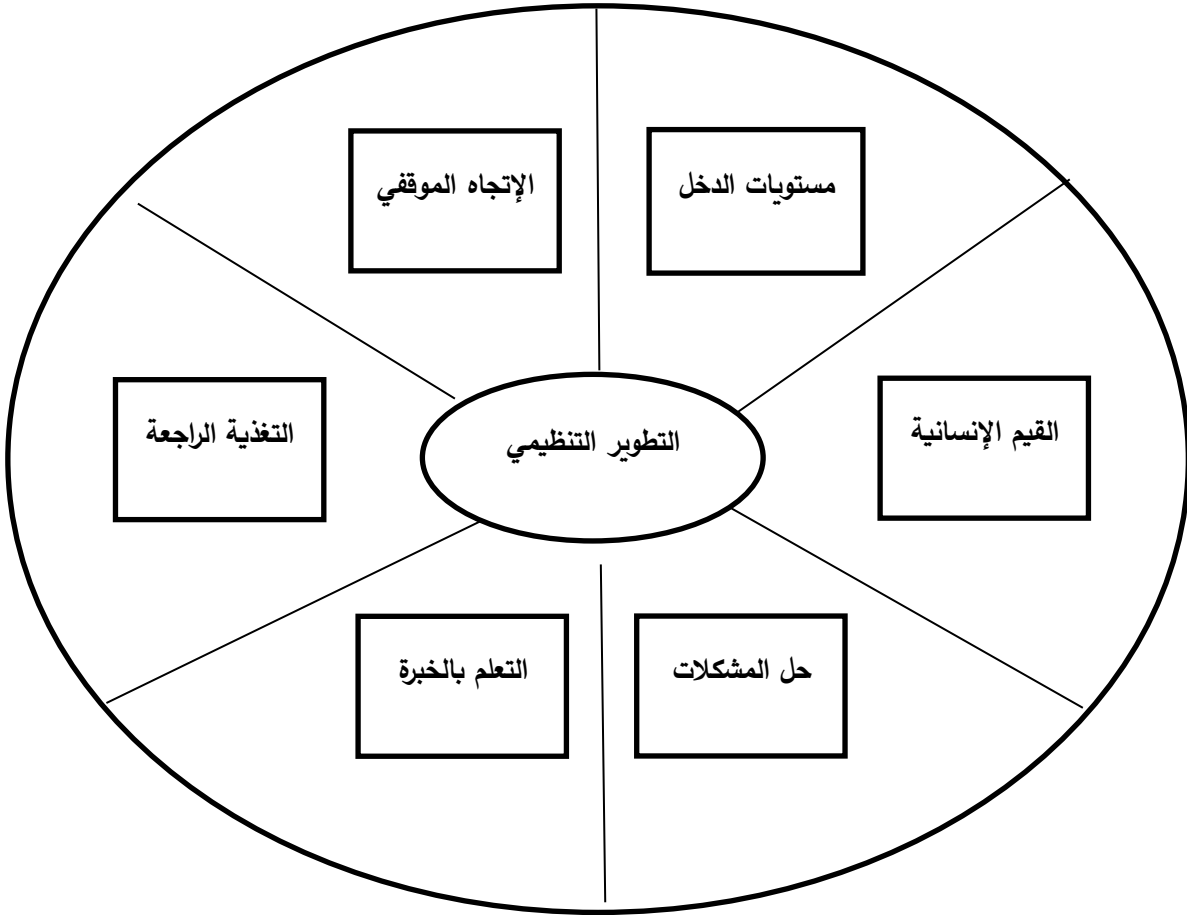 مستويات الدخل
الإتجاه الموقفي
القيم الإنسانية
التطوير التنظيمي
التغذية الراجعة
حل المشكلات
التعلم بالخبرة